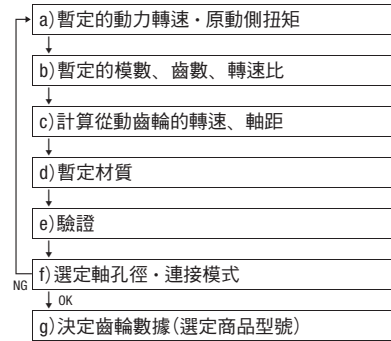 a)暫定的動力轉速・原動側扭矩
b)暫定的模數、齒數、轉速比
c)計算從動齒輪的轉速、軸距
d)暫定材質
e)驗證
f)選定軸孔徑・連接模式
NG
OK
g)決定齒輪數據(選定商品型號)